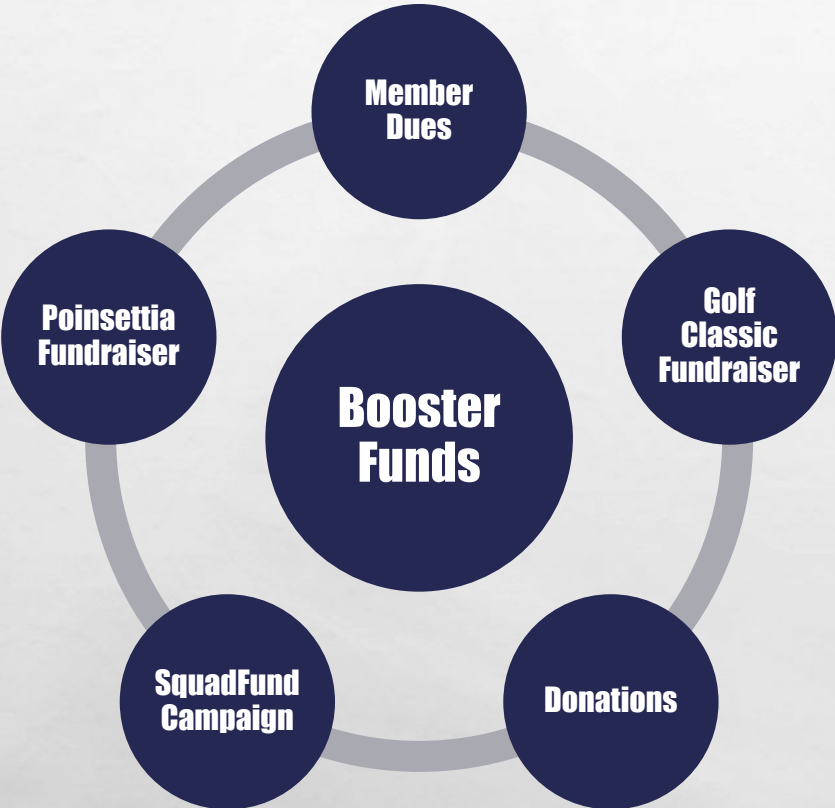 Member
Dues
Golf
Classic
Fundraiser
Poinsettia
Fundraiser
Booster
Funds
SquadFund
Campaign
Donations